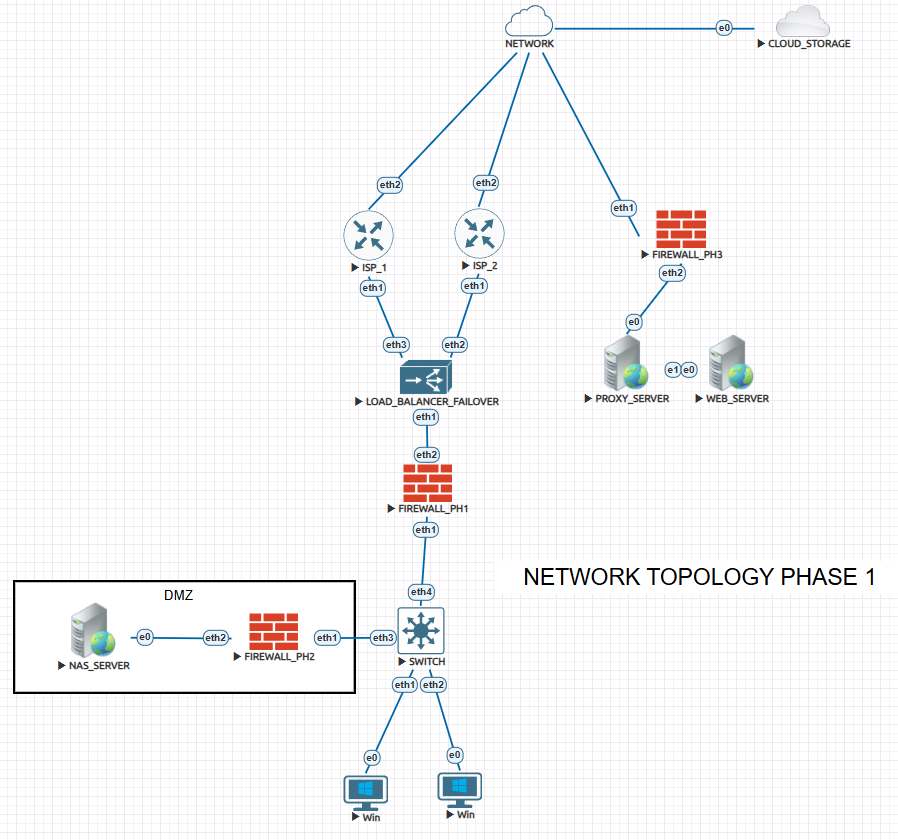 e0
NETWORK
CLOUD_STORAGE
eth2
eth2
eth1
FIREWALL_PH3
ISP_1
ISP_2
eth2
eth1
eth1
e0
eth3
eth2
e1
e0
LOAD_BALANCER_FAILOVER
PROXY_SERVER
WEB_SERVER
eth1
eth2
FIREWALL_PH1
eth1
NETWORK TOPOLOGY PHASE 1
eth4
DMZ
e0
eth2
eth1
eth3
NAS_SERVER
FIREWALL_PH2
SWITCH
eth1
eth2
e0
e0
Win
Win